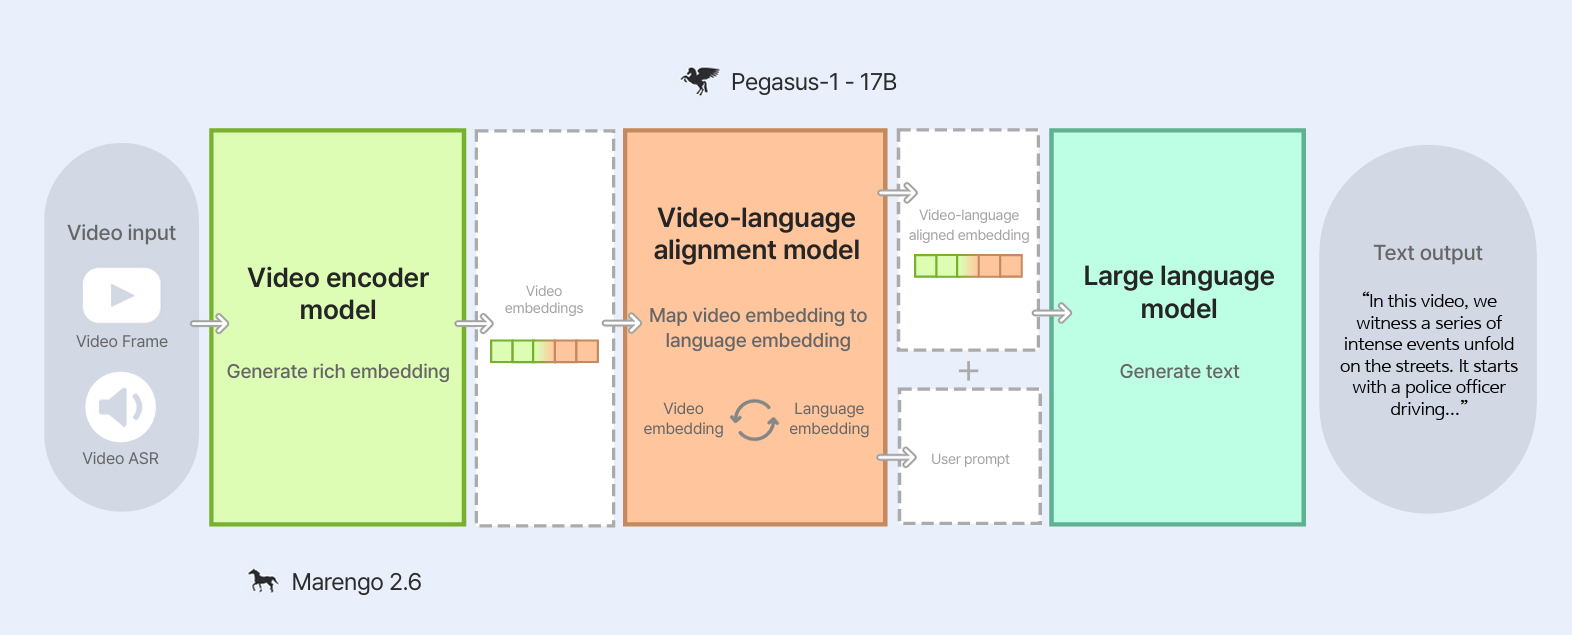 Pegasus-1 - 17B
Video input
Video Frame
Video ASR
Video encoder
model
Generate rich embedding
Video
embeddings
Video-language
alignment model
Map video embedding to
language embedding
Video
embedding
Language
embedding
Video-language
aligned embedding
+
User prompt
Large language
model
Generate text
Text output
“In this video, we
witness a series of
intense events unfold
on the streets. It starts
with a police officer
driving...”
Marengo 2.6